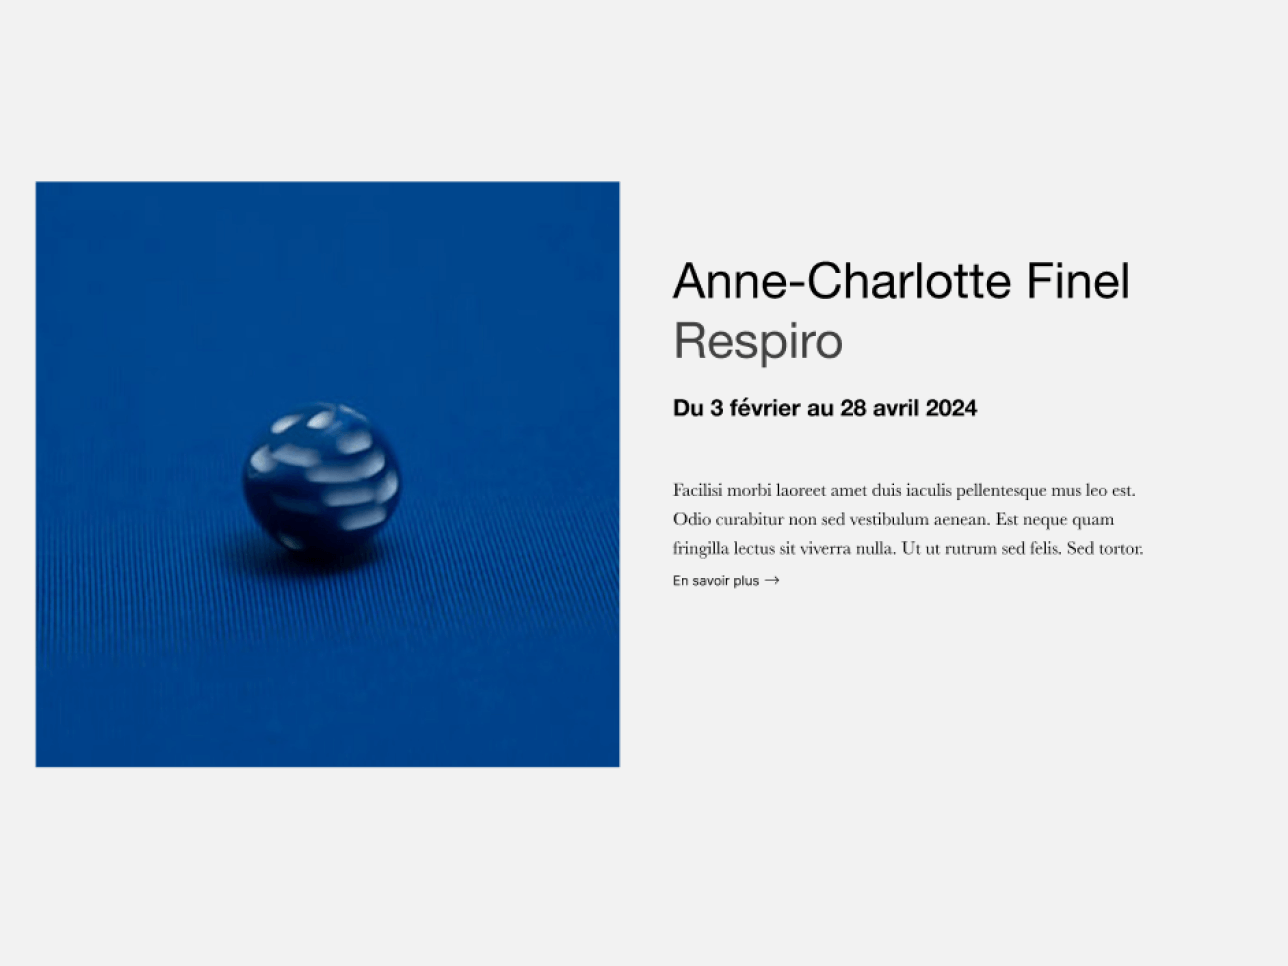 Anne-Charlotte Finel
Respiro
Du 3 février au 28 avril 2024
Facilisi morbi laoreet amet duis iaculis pellentesque mus leo est.
Odio curabitur non sed vestibulum aenean. Est neque quam
fringilla lectus sit viverra nulla. Ut ut rutrum sed felis. Sed tortor.
En savoir plus →